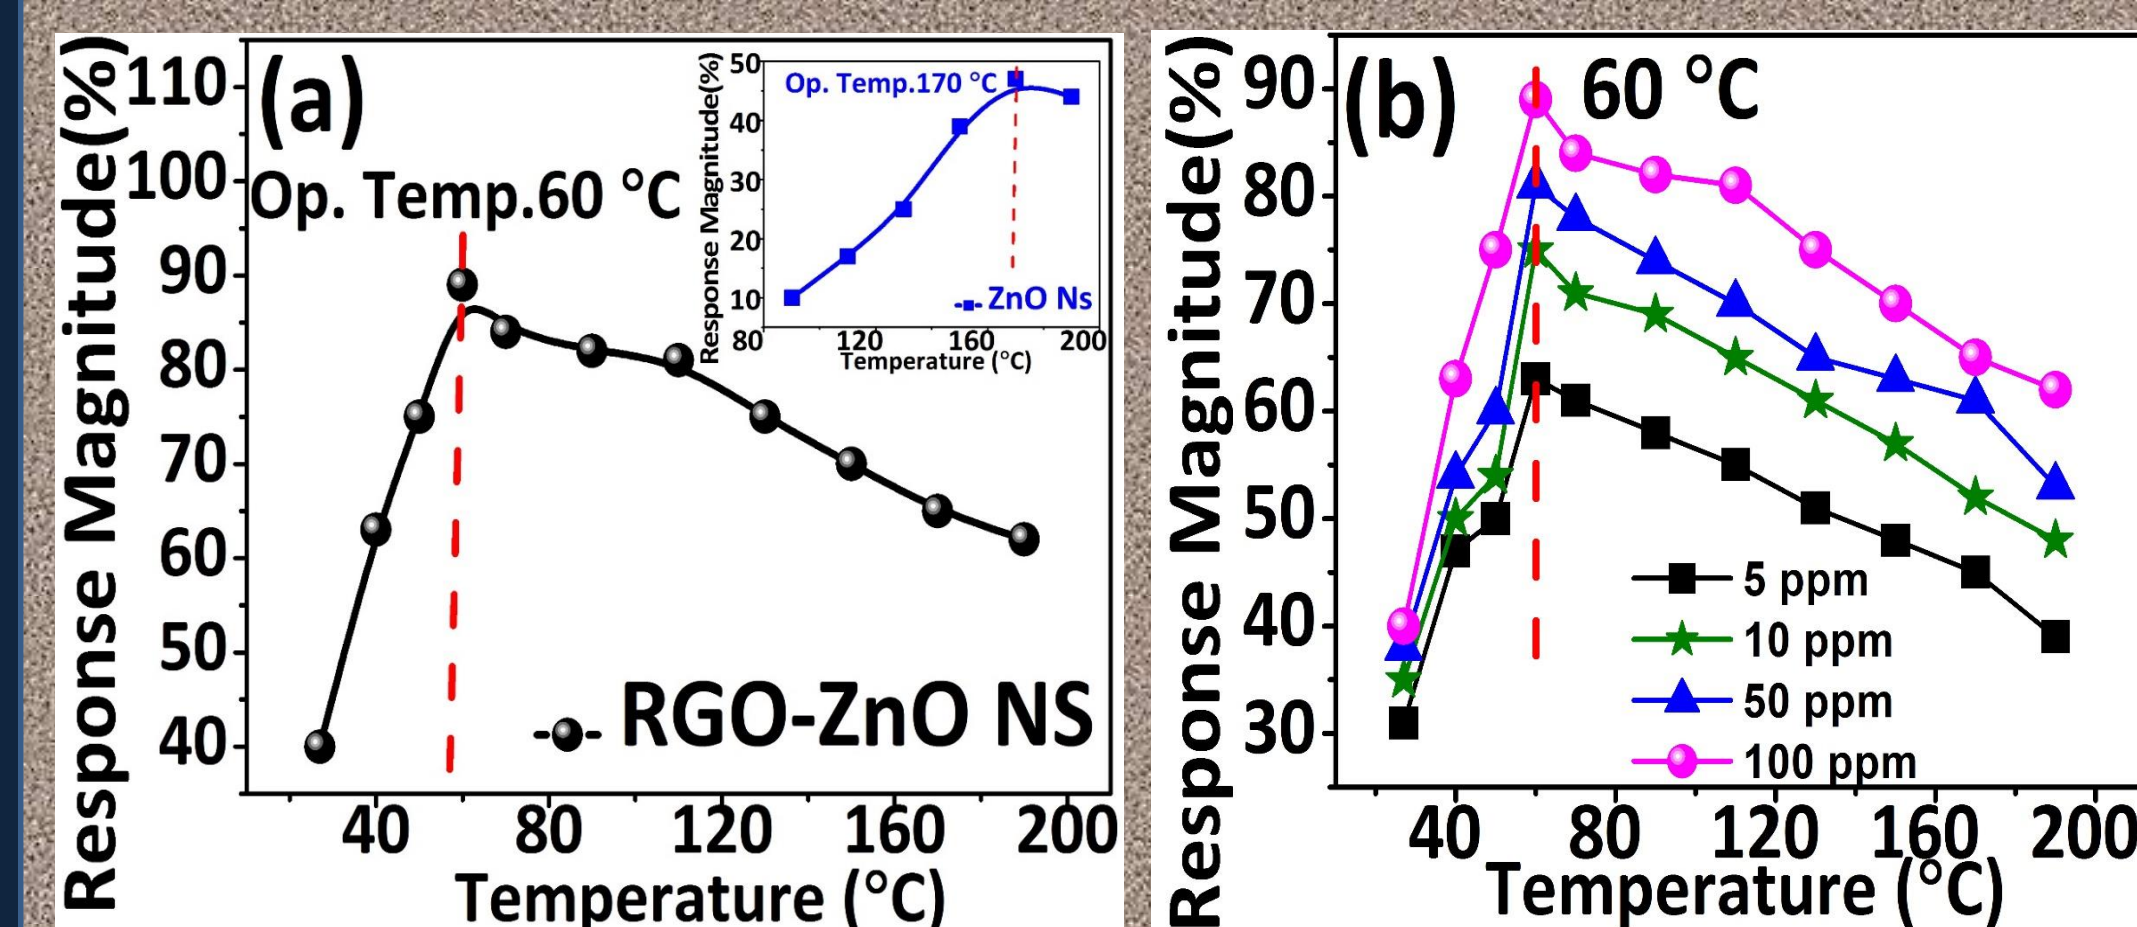 (a)
Response Magnitude(%)
110
100
90
80
70
60
50
40
Op. Temp.60 °C
RGO-ZnO NS
40 80 120 160 200
Temperature (°C)
Response Magnitude(%)
50
40
30
20
10
Op. Temp.170 °C
ZnO Ns
80 120 160 200
Temperature (°C)
(b)
60 °C
Response Magnitude(%)
90
80
70
60
50
40
30
5 ppm
10 ppm
50 ppm
100 ppm
40 80 120 160 200
Temperature (°C)